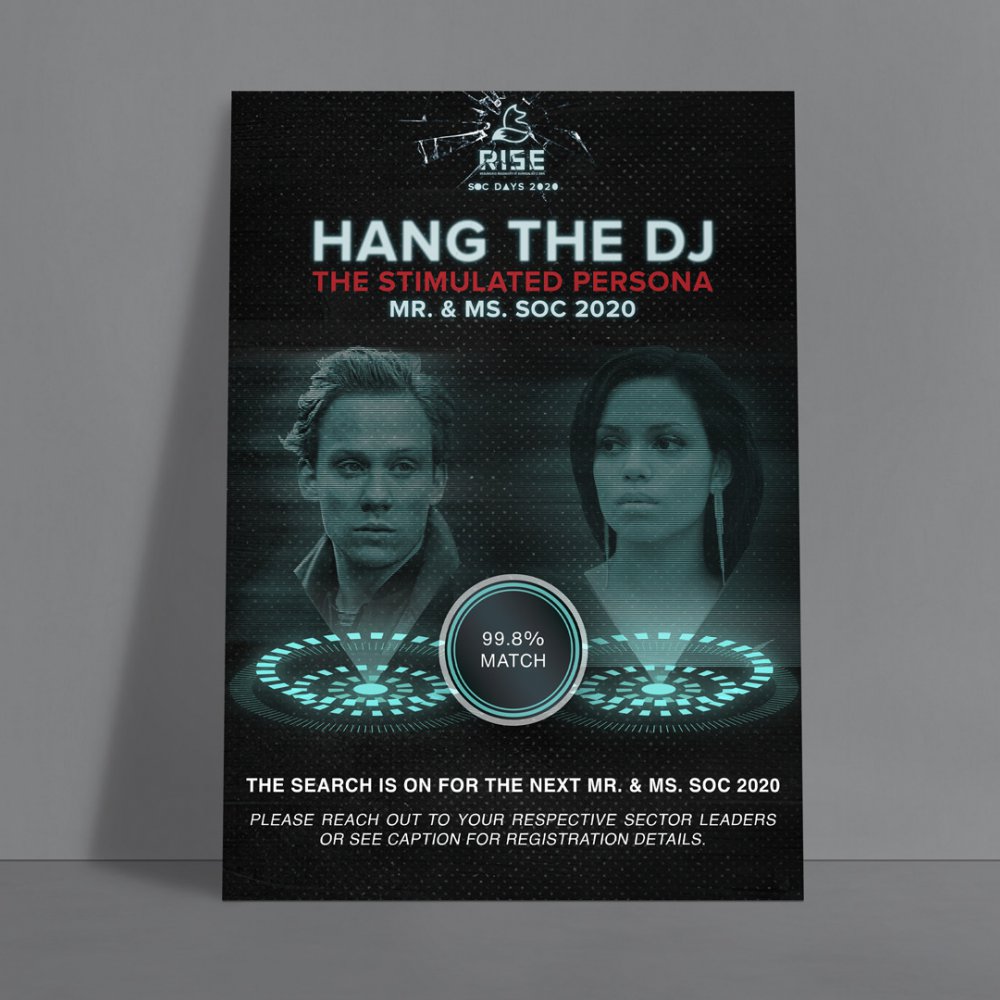 RISE
SOC DAYS 2020
HANG THE DJ
THE STIMULATED PERSONA
MR. & MS. SOC 2020
99.8%
MATCH
THE SEARCH IS ON FOR THE NEXT MR. & MS. SOC 2020
PLEASE REACH OUT TO YOUR RESPECTIVE SECTOR LEADERS
OR SEE CAPTION FOR REGISTRATION DETAILS.